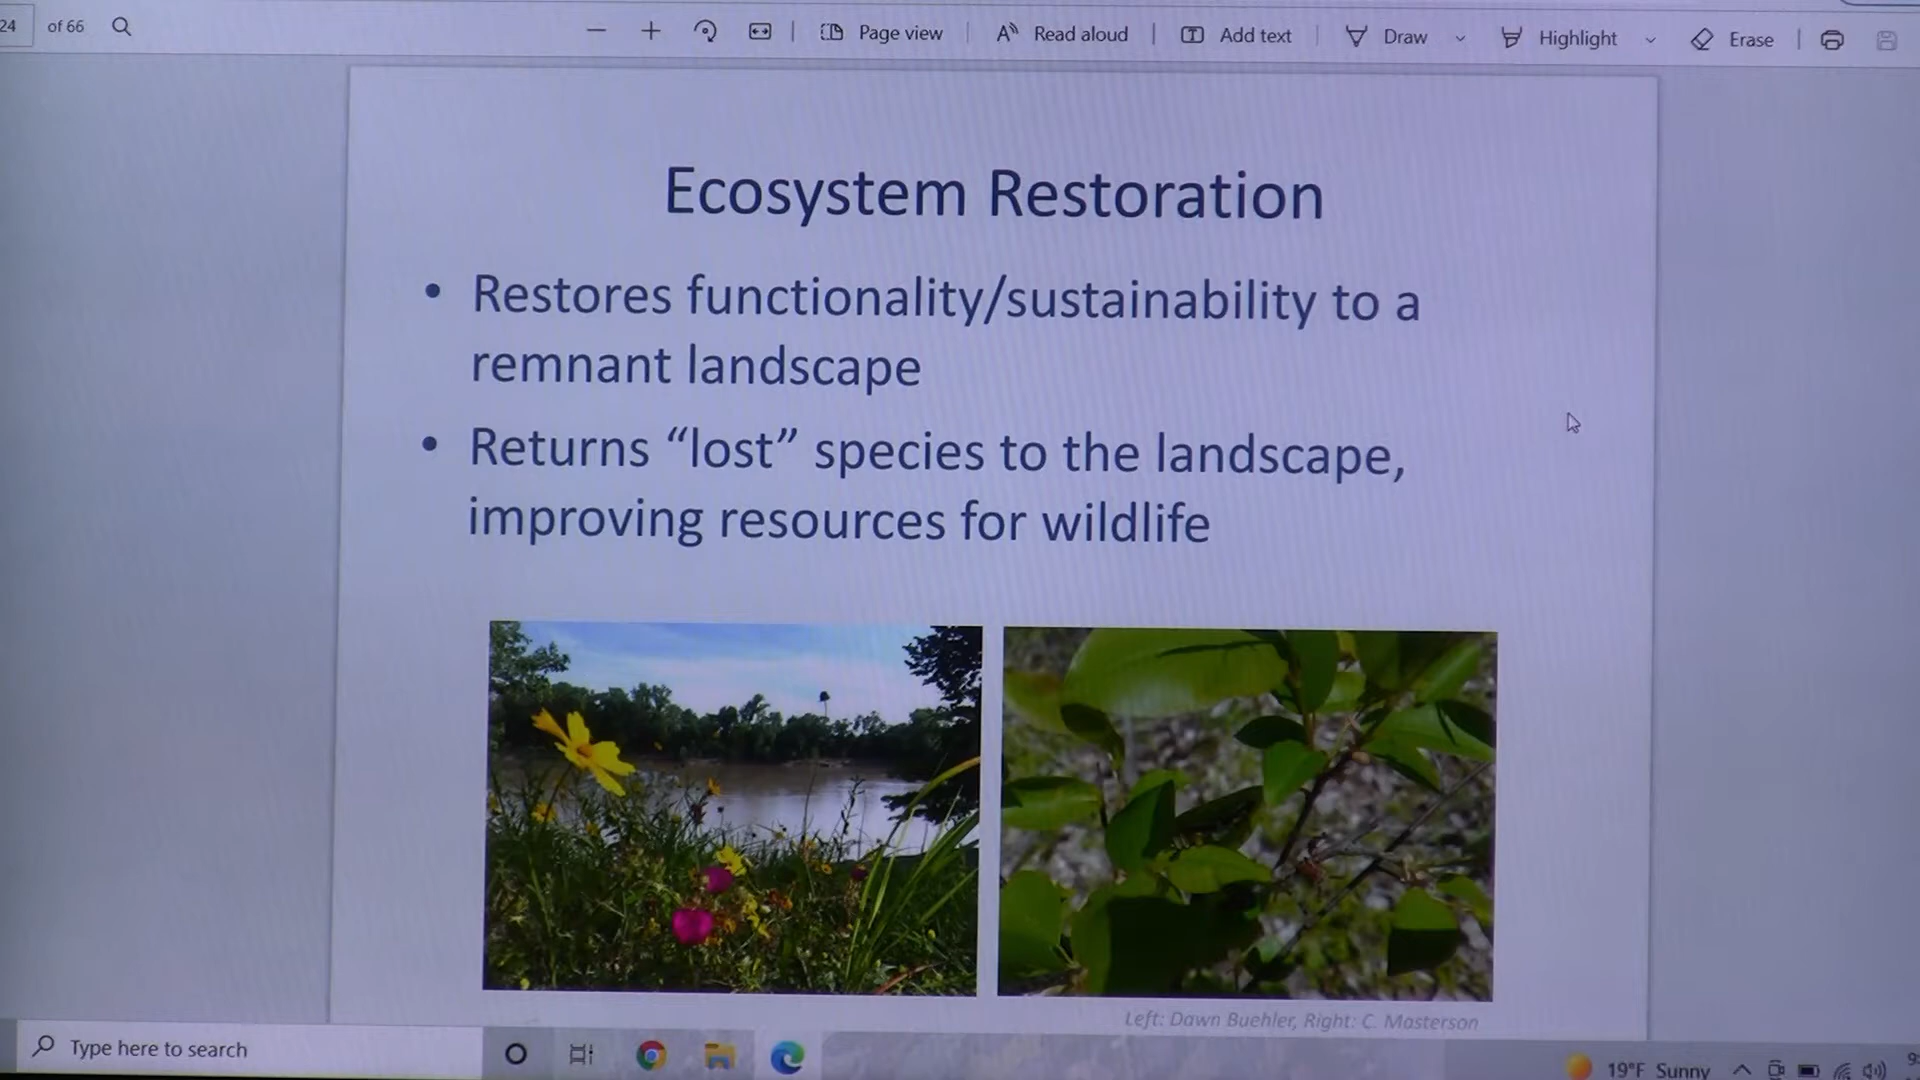 24 of 66 Page view Read aloud Add text Draw Highlight Erase
Ecosystem Restoration
• Restores functionality/sustainability to a
remnant landscape
• Returns “lost” species to the landscape,
improving resources for wildlife
Left: Dawn Buehler, Right: C. Masterson
Type here to search 19°F Sunny